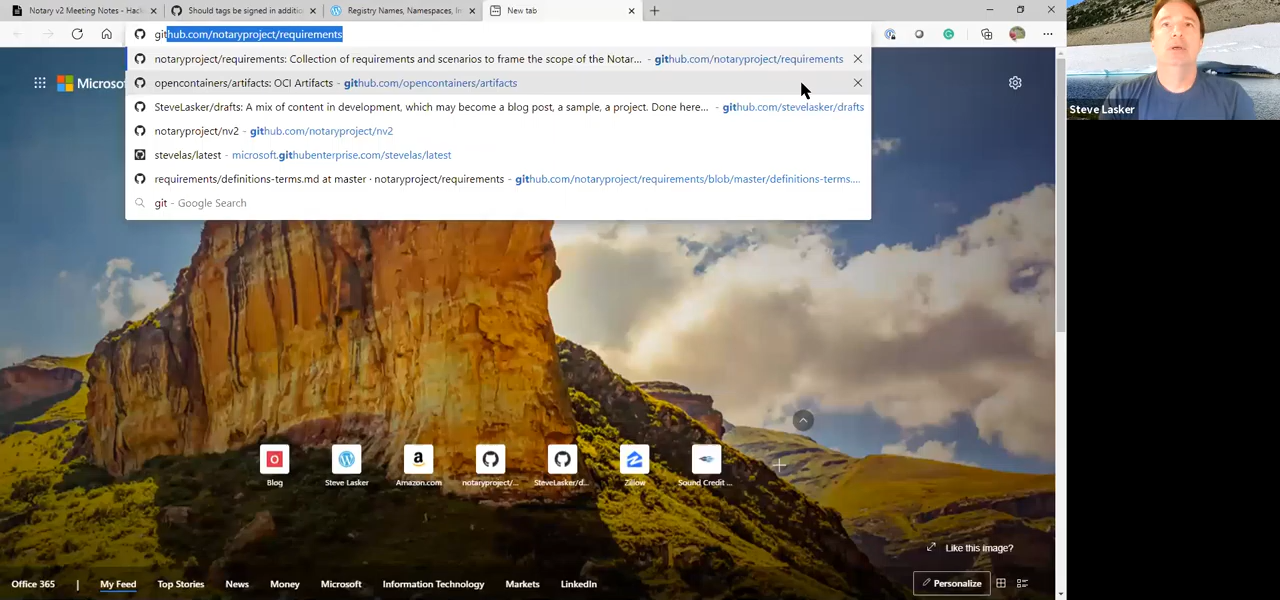 Notary v2 Meeting Notes - Hack
Should tags be signed in additio
Registry Names, Namespaces, Im
New tab
github.com/notaryproject/requirements
notaryproject/requirements: Collection of requirements and scenarios to frame the scope of the Notar... - github.com/notaryproject/requirements
Microso
opencontainers/artifacts: OCI Artifacts - github.com/opencontainers/artifacts
SteveLasker/drafts: A mix of content in development, which may become a blog post, a sample, a project. Done here... - github.com/stevelasker/drafts
Steve Lasker
notaryproject/nv2 - github.com/notaryproject/nv2
stevelas/latest - microsoft.githubenterprise.com/stevelas/latest
requirements/definitions-terms.md at master · notaryproject/requirements - github.com/notaryproject/requirements/blob/master/definitions-terms....
git - Google Search
Blog
Steve Lasker
Amazon.com
notaryproject/...
SteveLasker/d...
Zillow
Sound Credit ...
Like this image?
Office 365 | My Feed Top Stories News Money Microsoft Information Technology Markets LinkedIn Personalize